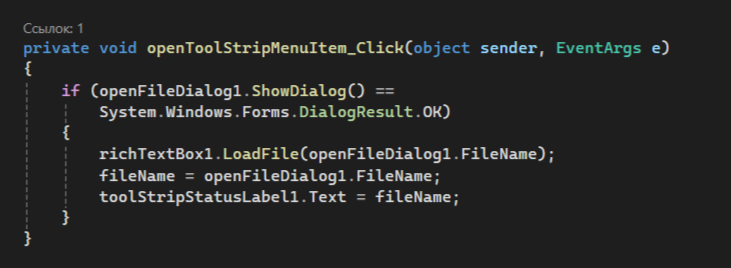 Ссылок: 1
private void openToolStripMenuItem_Click(object sender, EventArgs e)
{
if (openFileDialog1.ShowDialog() ==
System.Windows.Forms.DialogResult.OK)
{
richTextBox1.LoadFile(openFileDialog1.FileName);
fileName = openFileDialog1.FileName;
toolStripStatusLabel1.Text = fileName;
}
}